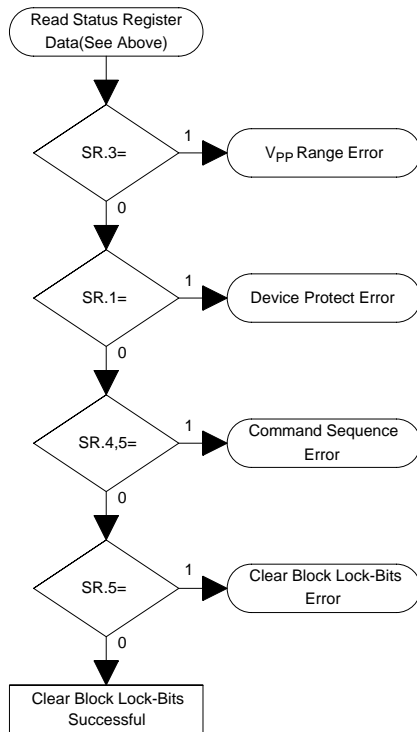 Read Status Register
Data(See Above)
SR.3=
1
VPP Range Error
0
SR.1=
1
Device Protect Error
0
SR.4,5=
1
Command Sequence
Error
0
SR.5=
1
Clear Block Lock-Bits
Error
0
Clear Block Lock-Bits
Successful